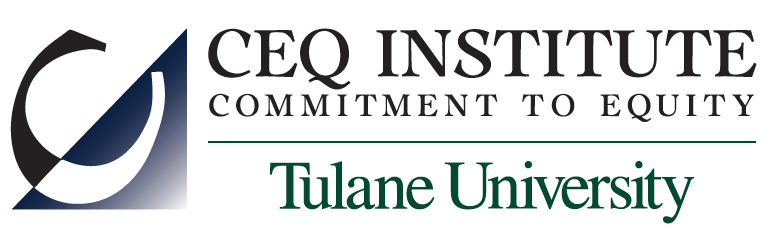 CEQ INSTITUTE
COMMITMENT TO EQUITY
Tulane University